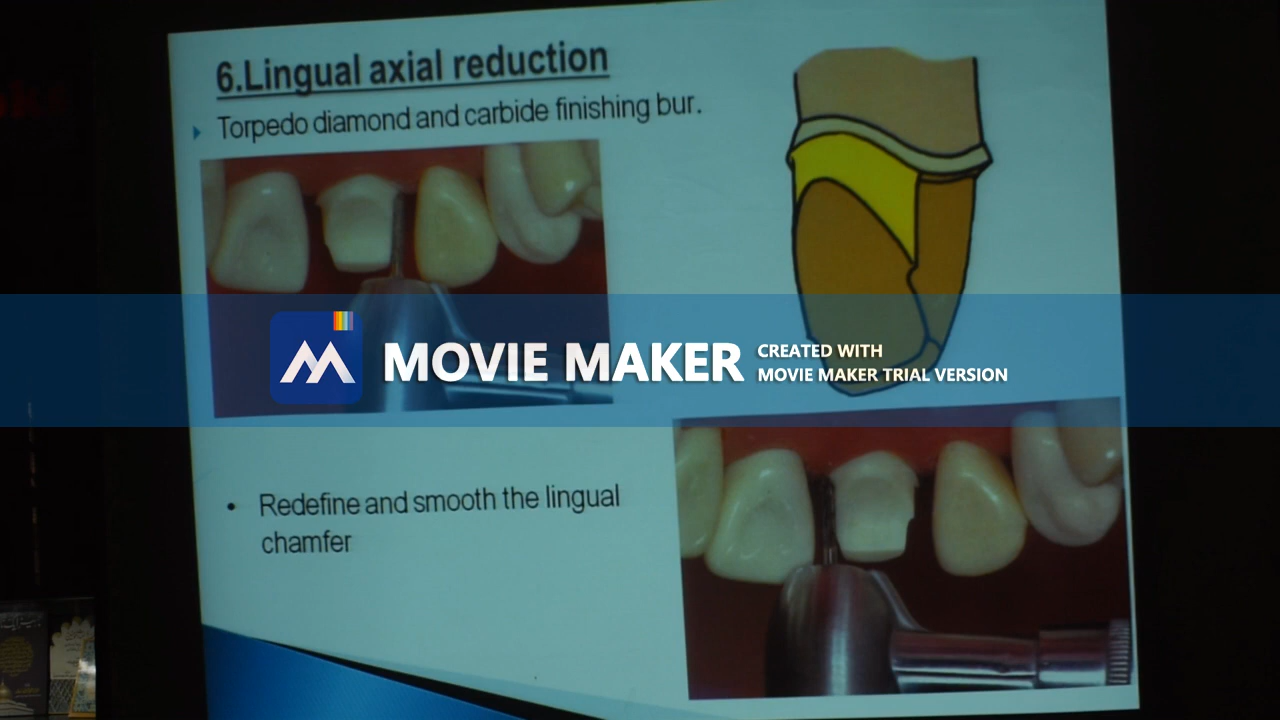 6.Lingual axial reduction
Torpedo diamond and carbide finishing bur.
MOVIE MAKER
CREATED WITH
MOVIE MAKER TRIAL VERSION
• Redefine and smooth the lingual
chamfer